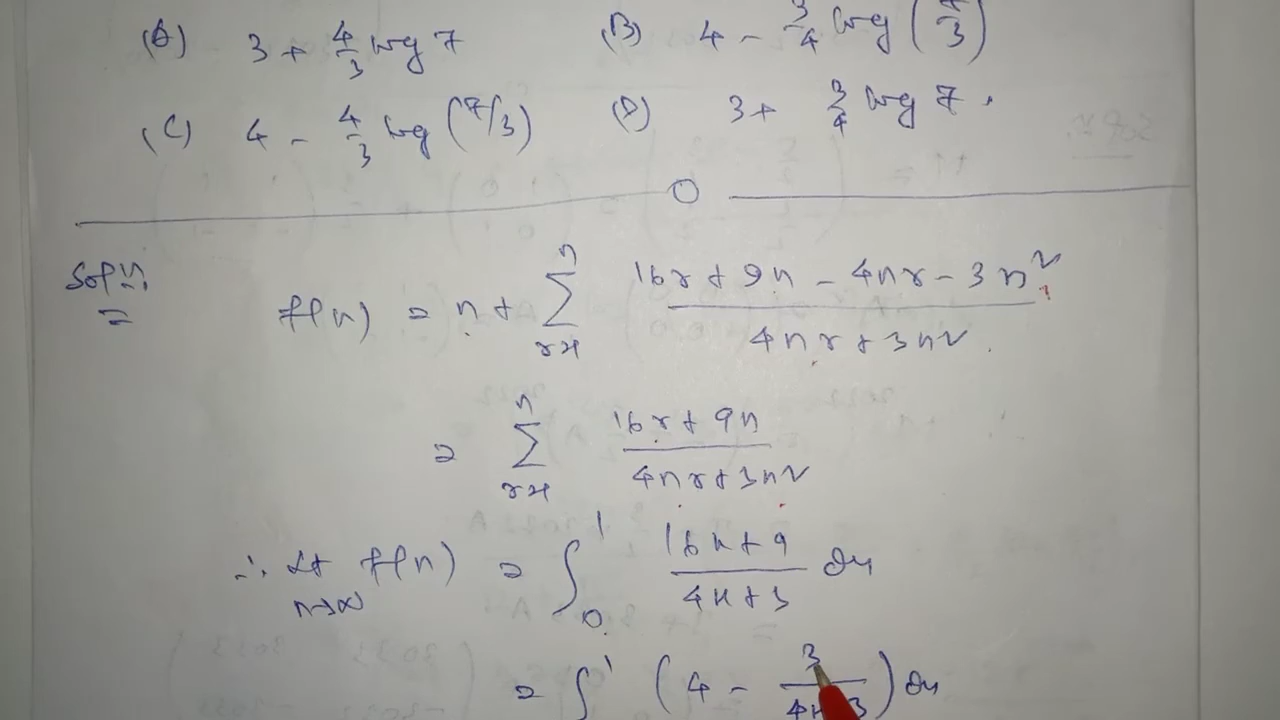 (A) 3 + 4/3 log 7 (B) 4 - 3/4 log (7/3)
(C) 4 - 4/3 log (7/3) (D) 3 + 3/4 log 7.
Sol^n:
f(n) = n + Σ_{r=1}^{n} (16r + 9n - 4nr - 3n²)/(4nr + 3n²).
= Σ_{r=1}^{n} (16r + 9n)/(4nr + 3n²)
∴ Lt_{n→∞} f(n) = ∫_0^1 (16x + 9)/(4x + 3) dx
= ∫^1 (4 - 3/(4x+3)) dx